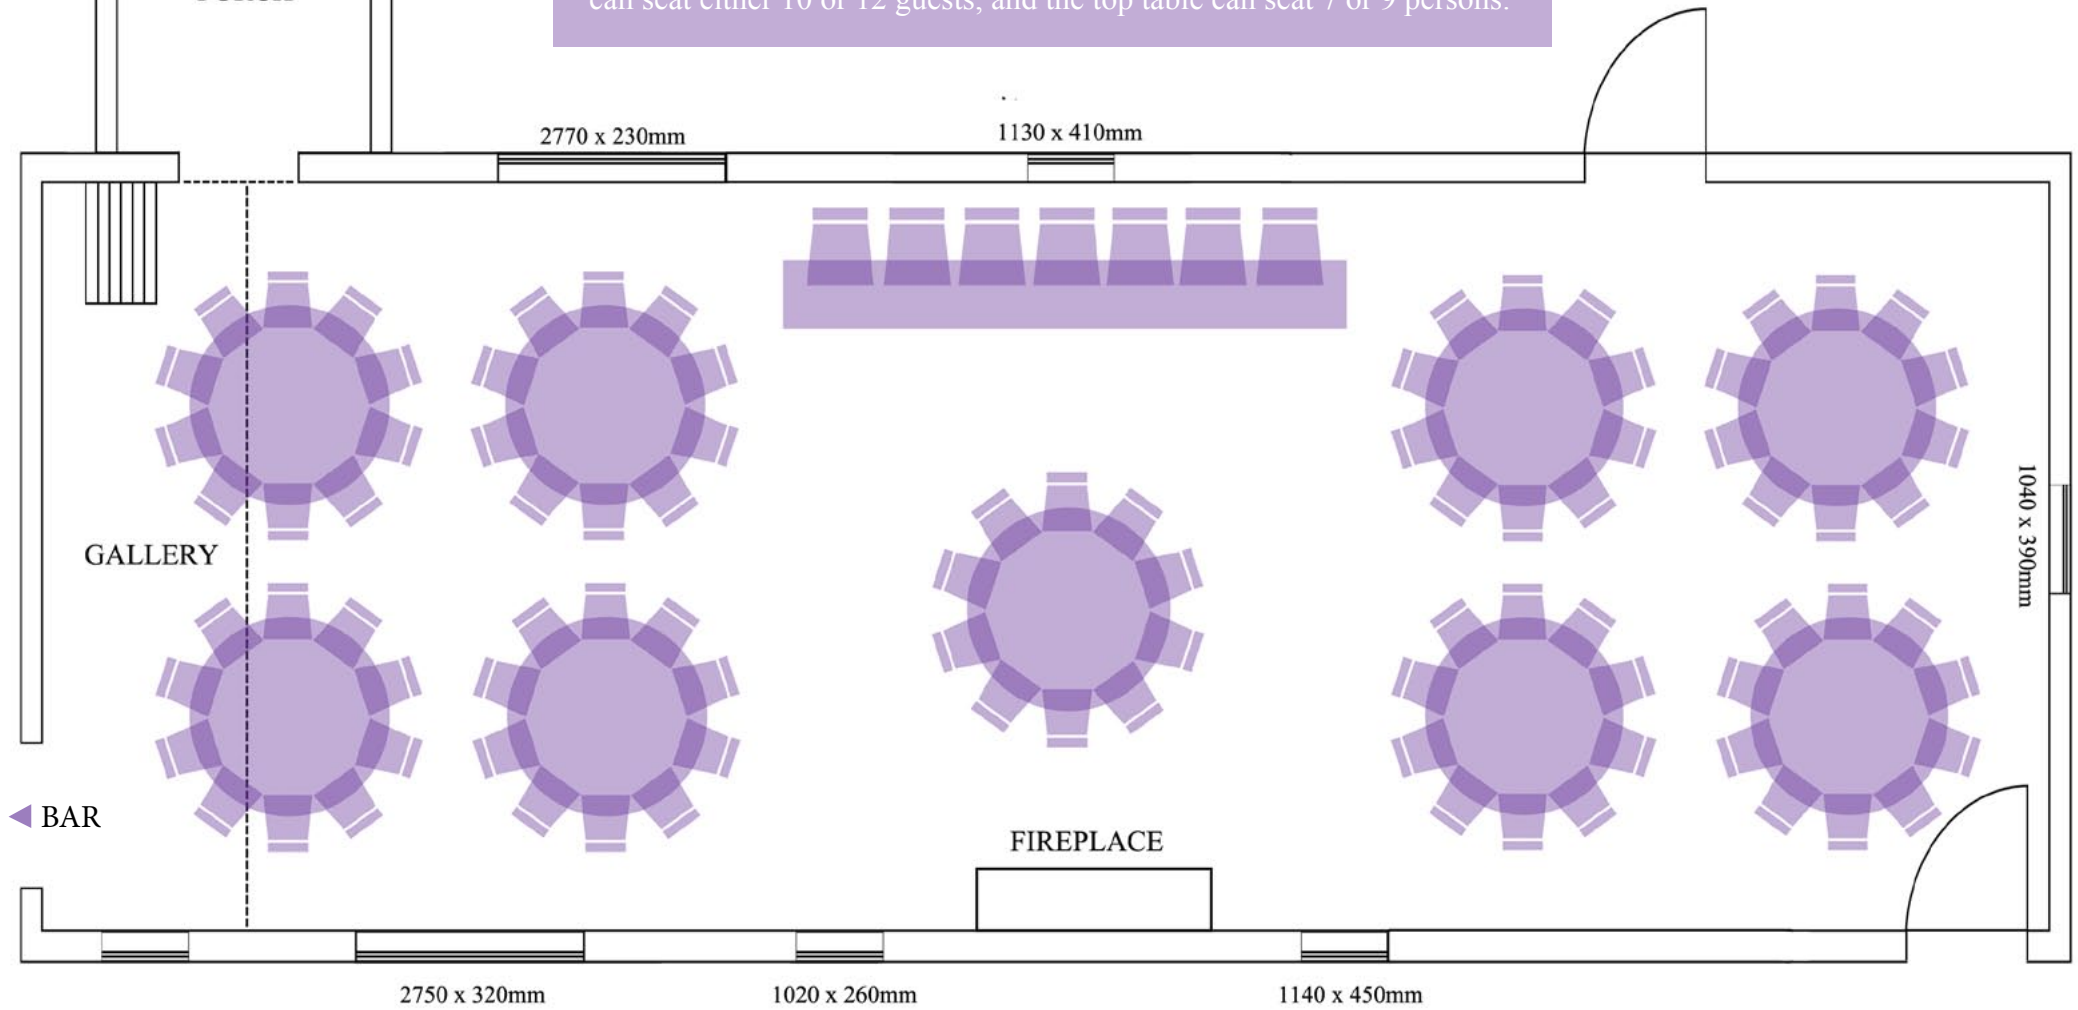 can seat either 10 or 12 guests, and the top table can seat 7 or 9 persons.
2770 x 230mm
1130 x 410mm
1040 x 390mm
GALLERY
BAR
FIREPLACE
2750 x 320mm
1020 x 260mm
1140 x 450mm